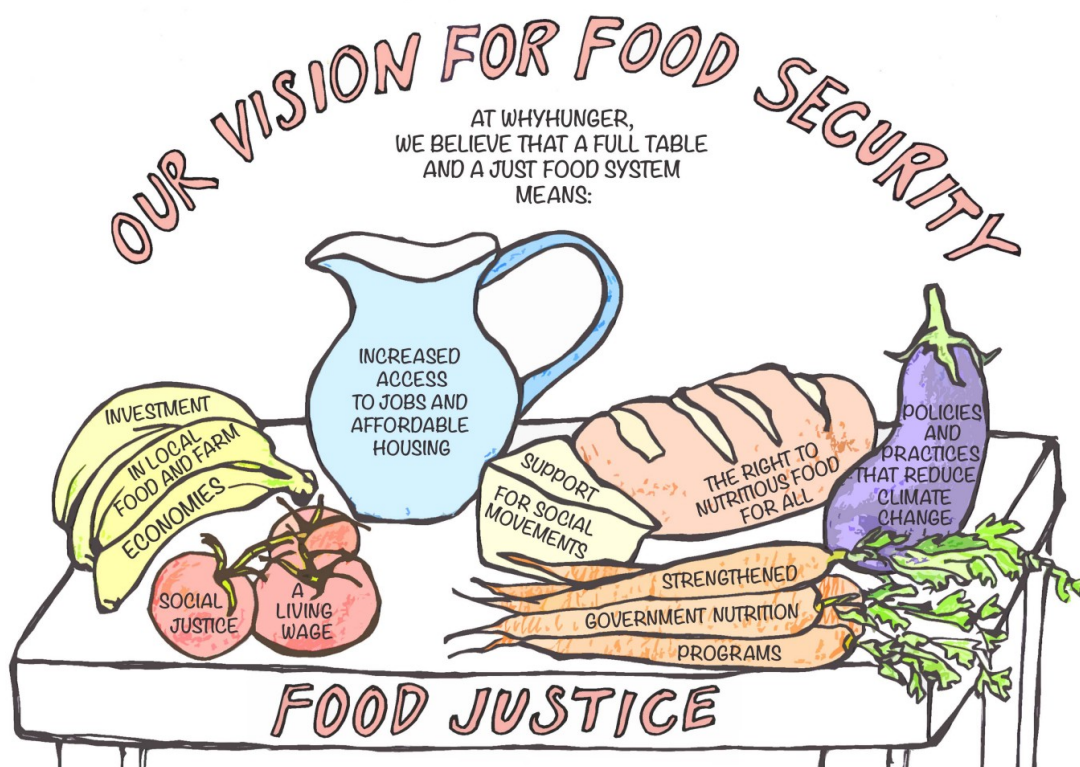 OUR VISION FOR FOOD SECURITY
AT WHYHUNGER,
WE BELIEVE THAT A FULL TABLE
AND A JUST FOOD SYSTEM
MEANS:
INCREASED
ACCESS
TO JOBS AND
AFFORDABLE
HOUSING
INVESTMENT
IN LOCAL
FOOD AND FARM
ECONOMIES
SOCIAL
JUSTICE
A
LIVING
WAGE
SUPPORT
FOR SOCIAL
MOVEMENTS
THE RIGHT TO
NUTRITIOUS FOOD
FOR ALL
POLICIES
AND
PRACTICES
THAT REDUCE
CLIMATE
CHANGE
STRENGTHENED
GOVERNMENT NUTRITION
PROGRAMS
FOOD JUSTICE